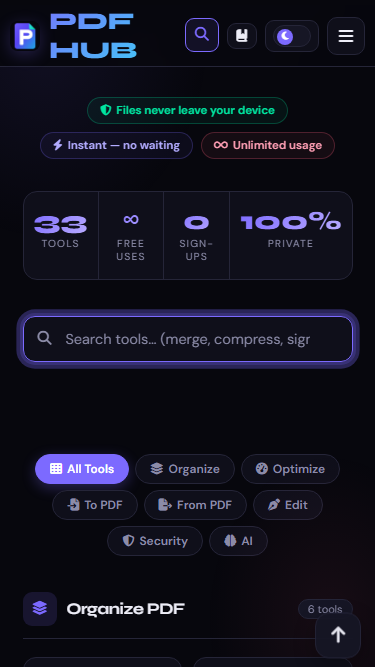 PDF
HUB
Files never leave your device
Instant — no waiting
Unlimited usage
33
TOOLS
∞
FREE
USES
0
SIGN-
UPS
100%
PRIVATE
Search tools... (merge, compress, sign
All Tools
Organize
Optimize
To PDF
From PDF
Edit
Security
AI
Organize PDF
6 tools